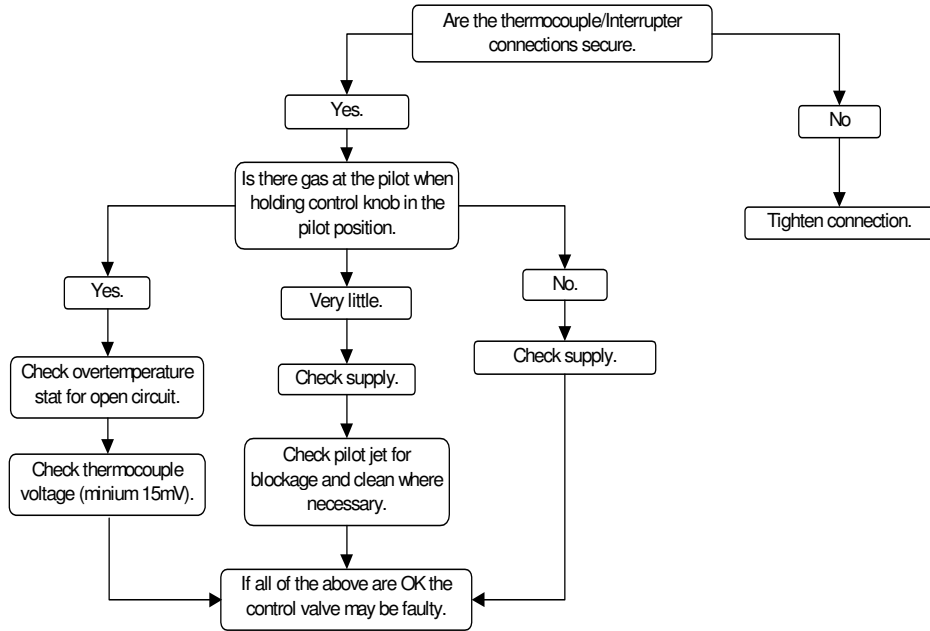 Are the thermocouple/Interrupter
connections secure.
Yes.
No
Is there gas at the pilot when
holding control knob in the
pilot position.
Tighten connection.
Yes.
Very little.
No.
Check overtemperature
stat for open circuit.
Check supply.
Check supply.
Check thermocouple
voltage (minium 15mV).
Check pilot jet for
blockage and clean where
necessary.
If all of the above are OK the
control valve may be faulty.